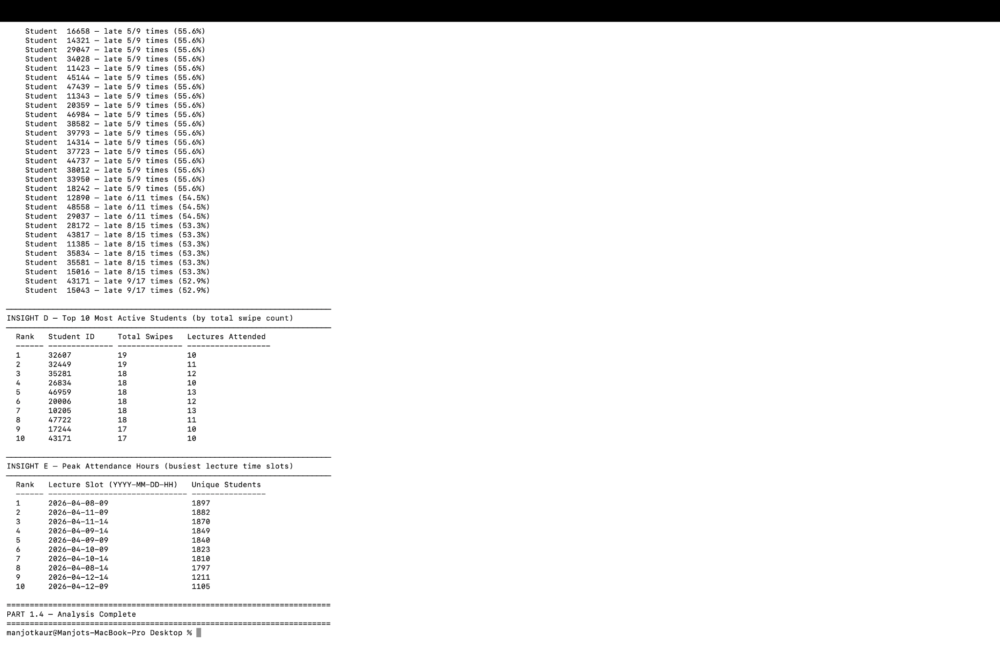 Student  16658 – late 5/9 times (55.6%)
Student  14321 – late 5/9 times (55.6%)
Student  29047 – late 5/9 times (55.6%)
Student  34028 – late 5/9 times (55.6%)
Student  11423 – late 5/9 times (55.6%)
Student  45144 – late 5/9 times (55.6%)
Student  47439 – late 5/9 times (55.6%)
Student  11343 – late 5/9 times (55.6%)
Student  20359 – late 5/9 times (55.6%)
Student  46984 – late 5/9 times (55.6%)
Student  38582 – late 5/9 times (55.6%)
Student  39793 – late 5/9 times (55.6%)
Student  14314 – late 5/9 times (55.6%)
Student  37723 – late 5/9 times (55.6%)
Student  44737 – late 5/9 times (55.6%)
Student  38012 – late 5/9 times (55.6%)
Student  33950 – late 5/9 times (55.6%)
Student  18242 – late 5/9 times (55.6%)
Student  12890 – late 6/11 times (54.5%)
Student  48558 – late 6/11 times (54.5%)
Student  29037 – late 6/11 times (54.5%)
Student  28172 – late 8/15 times (53.3%)
Student  43817 – late 8/15 times (53.3%)
Student  11385 – late 8/15 times (53.3%)
Student  35834 – late 8/15 times (53.3%)
Student  35581 – late 8/15 times (53.3%)
Student  15016 – late 8/15 times (53.3%)
Student  43171 – late 9/17 times (52.9%)
Student  15043 – late 9/17 times (52.9%)
INSIGHT D – Top 10 Most Active Students (by total swipe count)
Rank   Student ID     Total Swipes   Lectures Attended
------ -------------- -------------- ------------------
1      32607          19             10
2      32449          19             11
3      35281          18             12
4      26834          18             10
5      46959          18             13
6      20006          18             12
7      10205          18             13
8      47722          18             11
9      17244          17             10
10     43171          17             10
INSIGHT E – Peak Attendance Hours (busiest lecture time slots)
Rank   Lecture Slot (YYYY-MM-DD-HH)   Unique Students
------ ------------------------------ ----------------
1      2026-04-08-09                  1897
2      2026-04-11-09                  1882
3      2026-04-11-14                  1870
4      2026-04-09-14                  1849
5      2026-04-09-09                  1840
6      2026-04-10-09                  1823
7      2026-04-10-14                  1810
8      2026-04-08-14                  1797
9      2026-04-12-14                  1211
10     2026-04-12-09                  1105
======================================================================
PART 1.4 – Analysis Complete
======================================================================
manjotkaur@Manjots-MacBook-Pro Desktop %